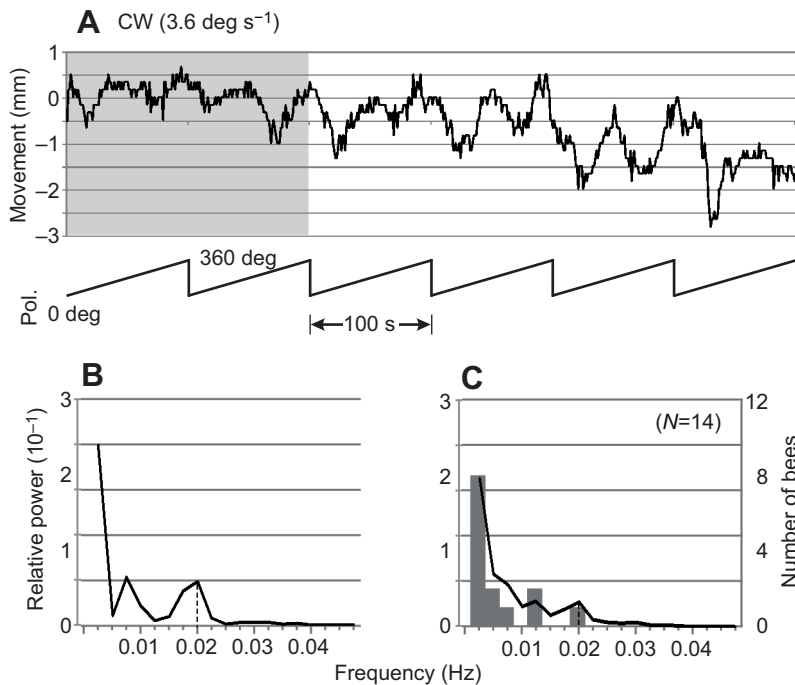 A CW (3.6 deg s⁻¹)
Movement (mm)
1
0
–1
–2
–3
Pol.
360 deg
0 deg
100 s
B
Relative power (10⁻¹)
3
2
1
0
0.01 0.02 0.03 0.04
C
(N=14)
3
2
1
0
12
8
4
0
Number of bees
0.01 0.02 0.03 0.04
Frequency (Hz)